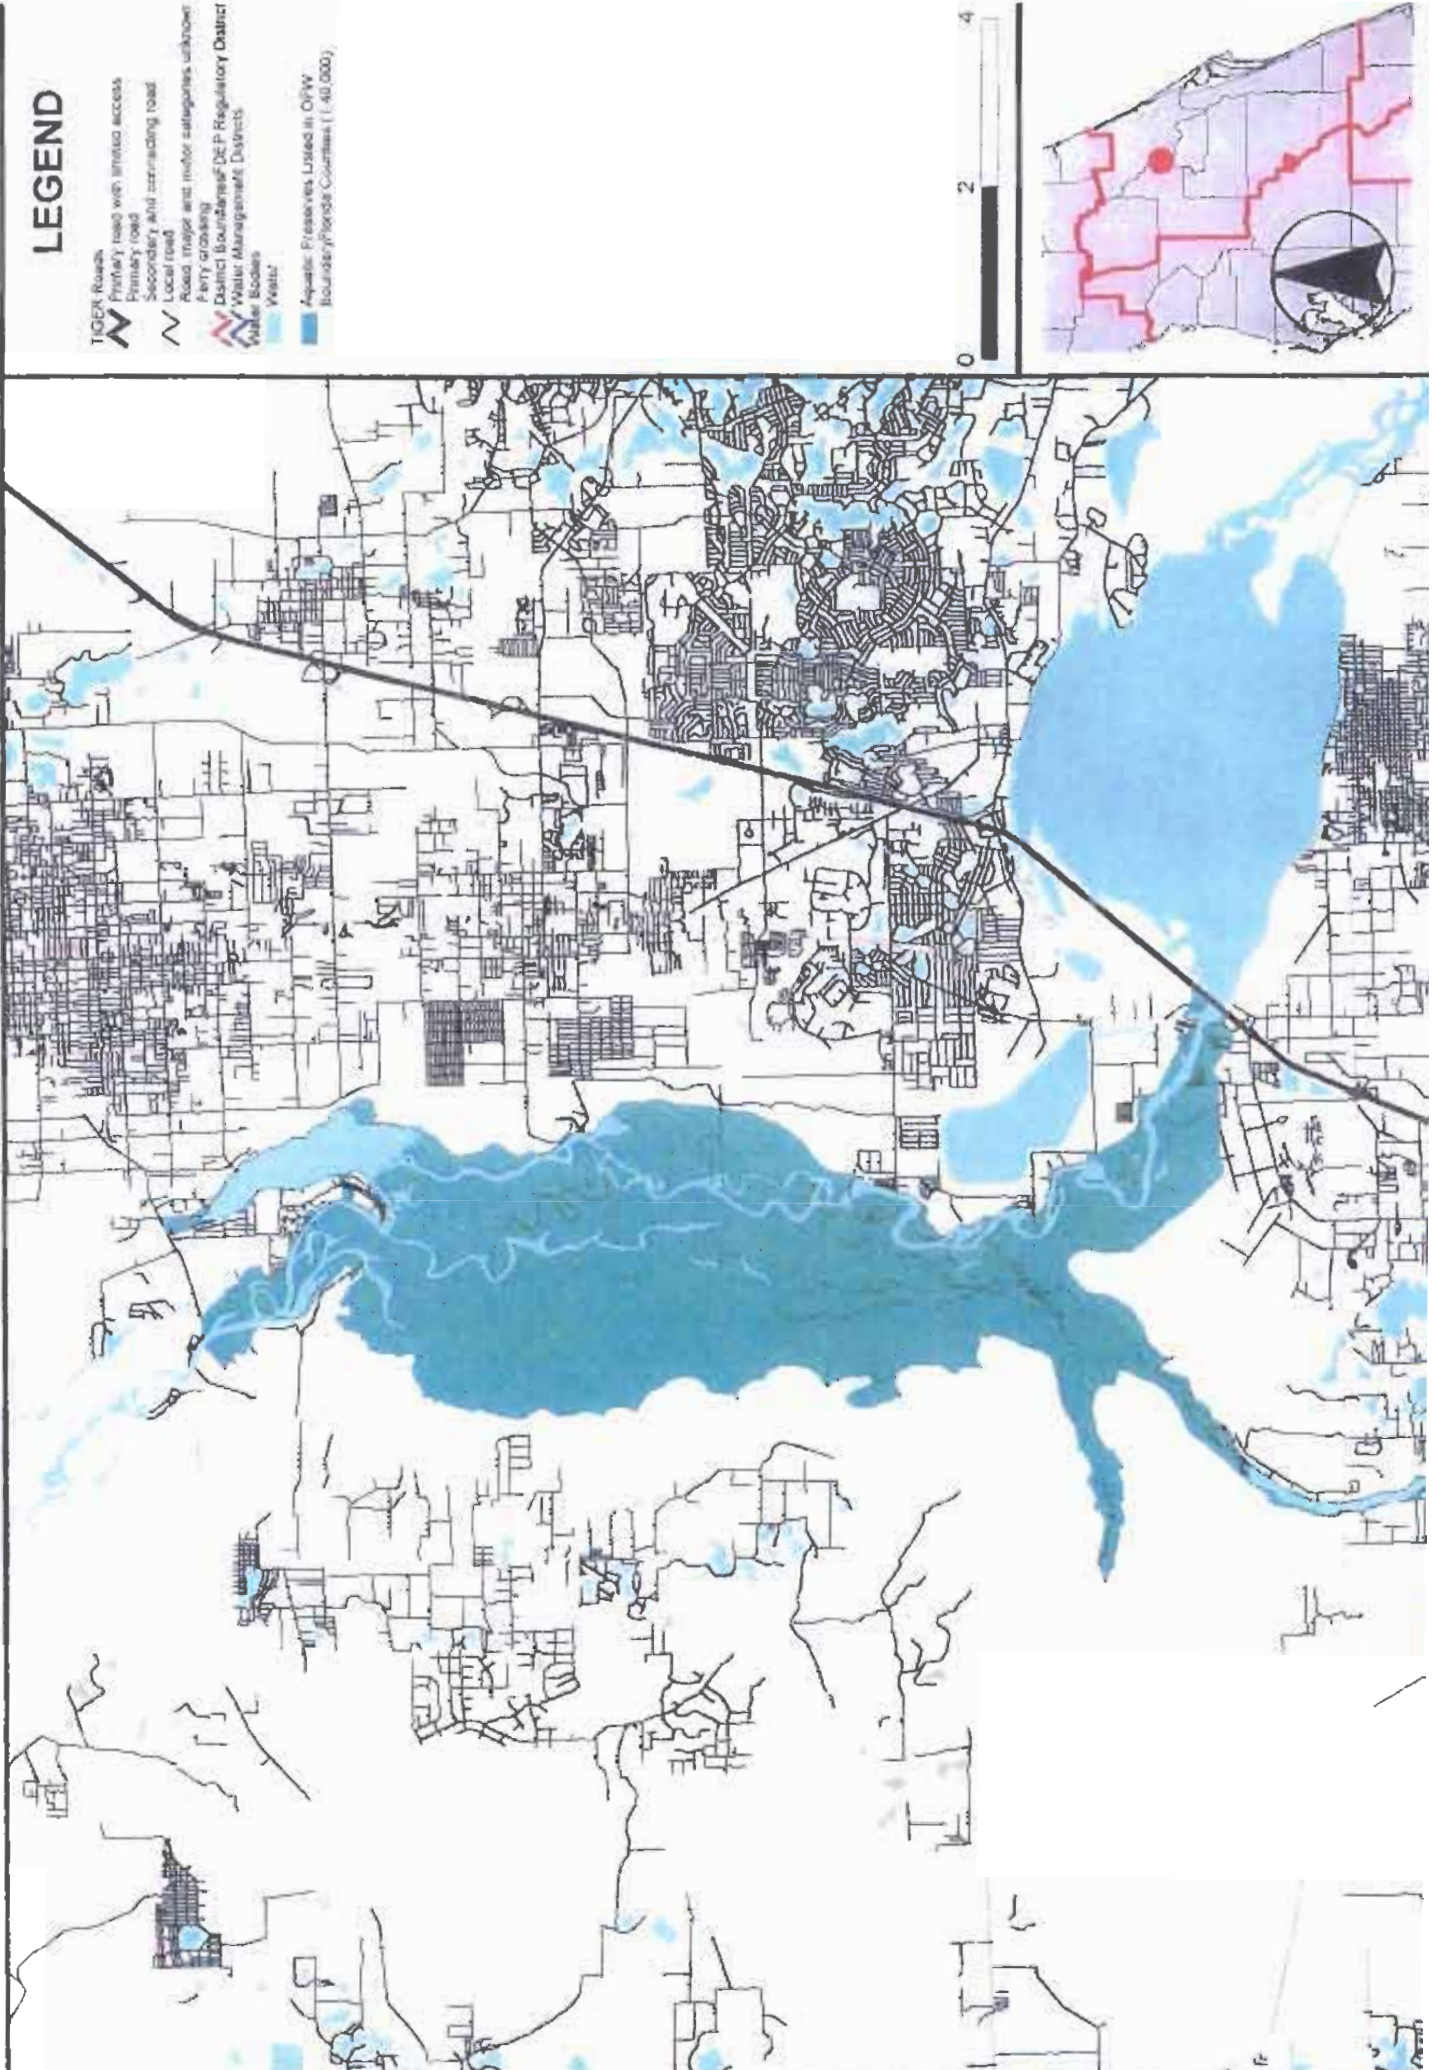 LEGEND
TIGER Roads
Primary road with limited access
Primary road
Secondary and connecting road
Local road
Road, major and minor categories unknown
Ferry crossing
District Boundaries/FDEP Regulatory District
Water Management Districts
Water Bodies
Water
Aquatic Preserves Listed in OFW
Boundary/Florida Counties (1:40,000)
0 2 4